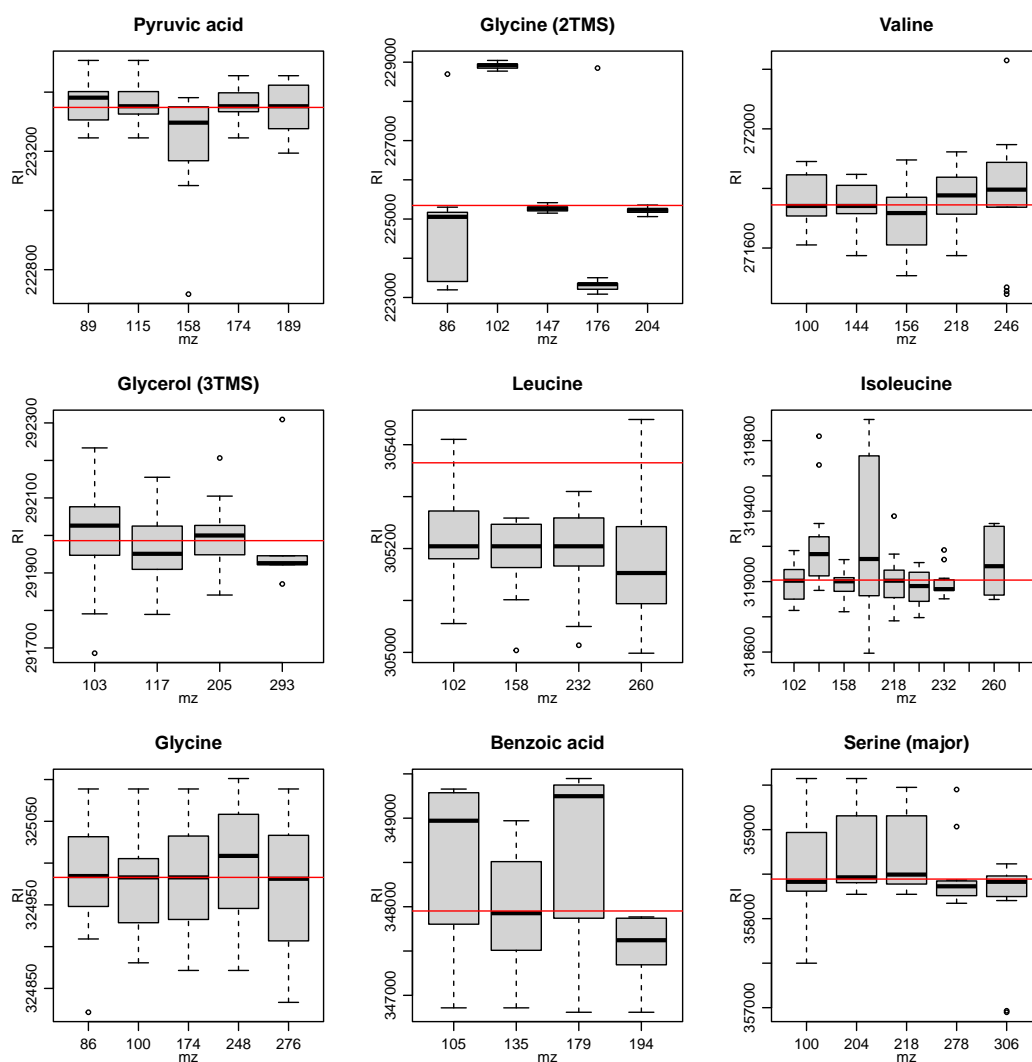 Pyruvic acid
RI
223200
222800
89 115 158 174 189
mz
Glycine (2TMS)
RI
229000
227000
225000
223000
86 102 147 176 204
mz
Valine
RI
272000
271600
100 144 156 218 246
mz
Glycerol (3TMS)
RI
292300
292100
291900
291700
103 117 205 293
mz
Leucine
RI
305400
305200
305000
102 158 232 260
mz
Isoleucine
RI
319800
319400
319000
318600
102 158 218 232 260
mz
Glycine
RI
325050
324950
324850
86 100 174 248 276
mz
Benzoic acid
RI
349000
348000
347000
105 135 179 194
mz
Serine (major)
RI
359000
358000
357000
100 204 218 278 306
mz